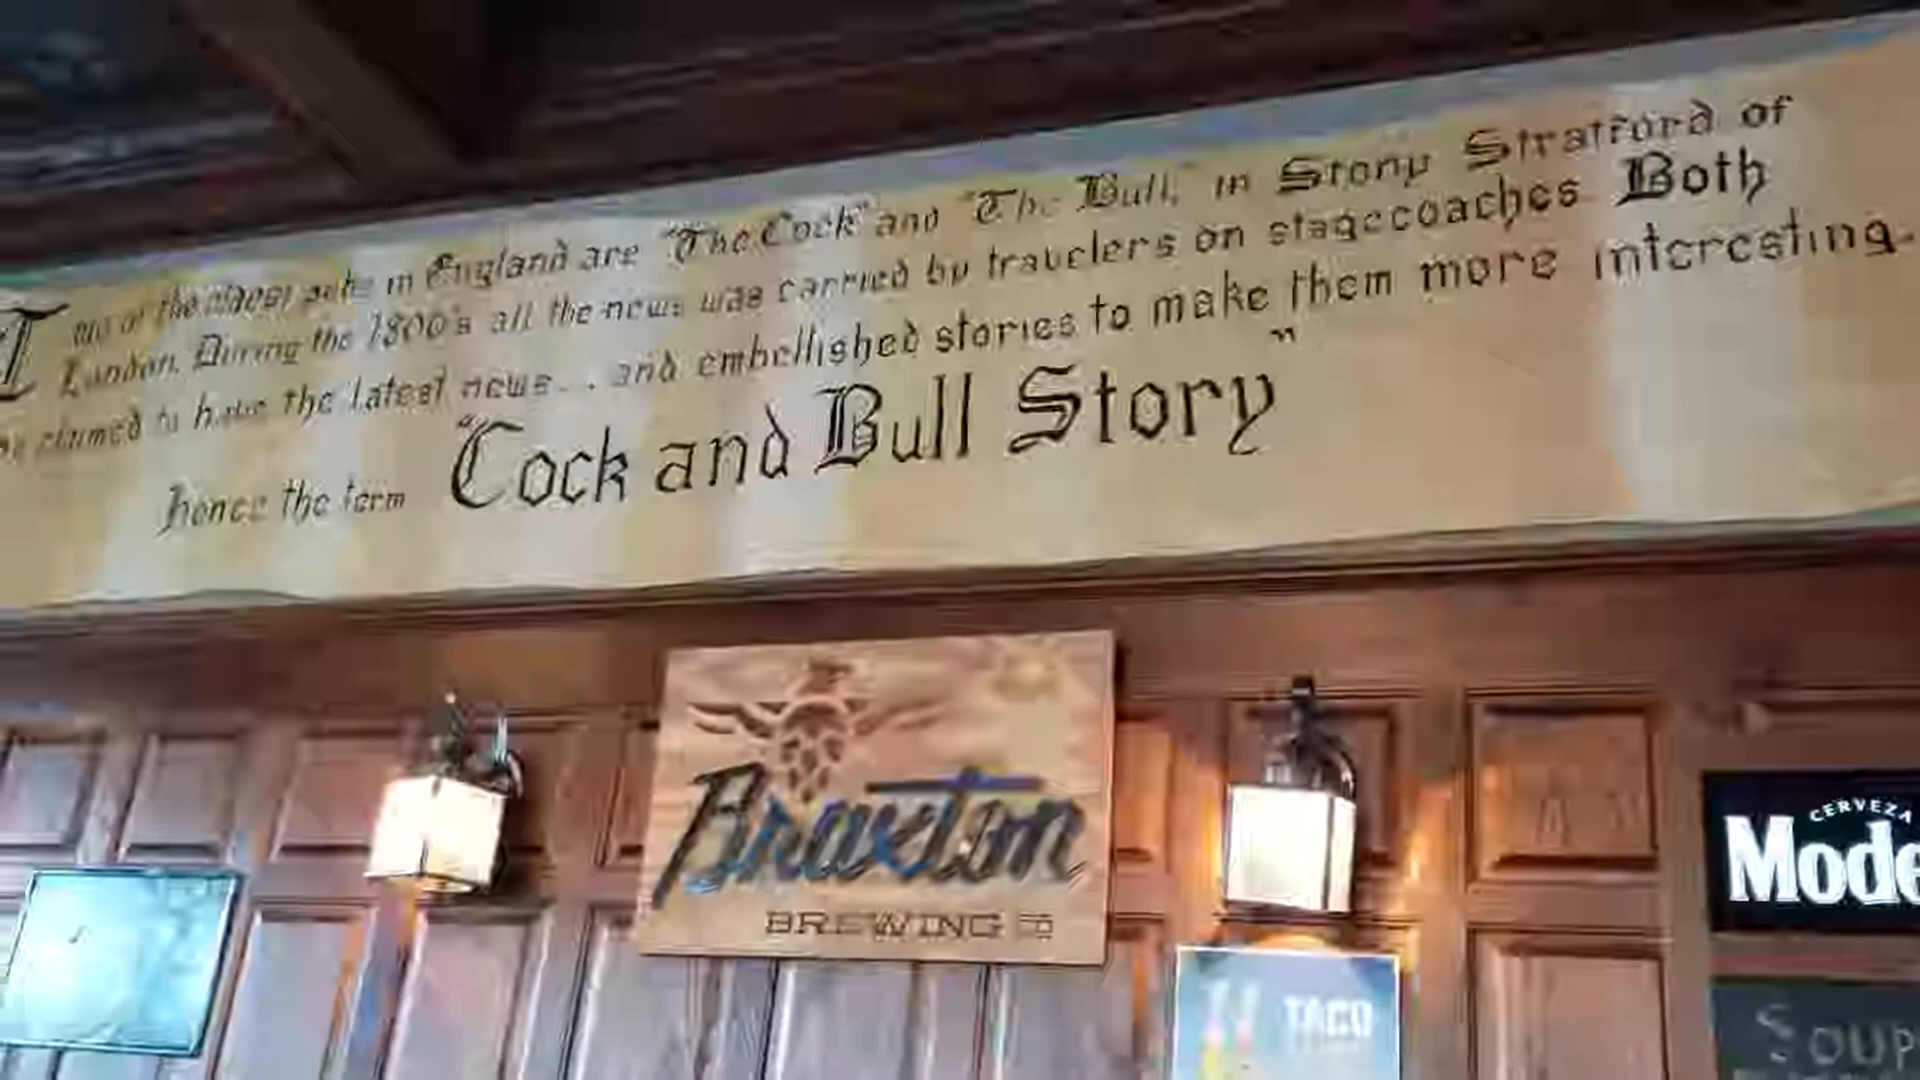 Two of the oldest pubs in England are "The Cock" and "The Bull," in Stony Stratford of
London. During the 1800's all the news was carried by travelers on stagecoaches. Both
claimed to have the latest news... and embellished stories to make them more interesting.
hence the term "Cock and Bull Story"
Braxton
BREWING CO
CERVEZA
Mode
TACO
SOUP